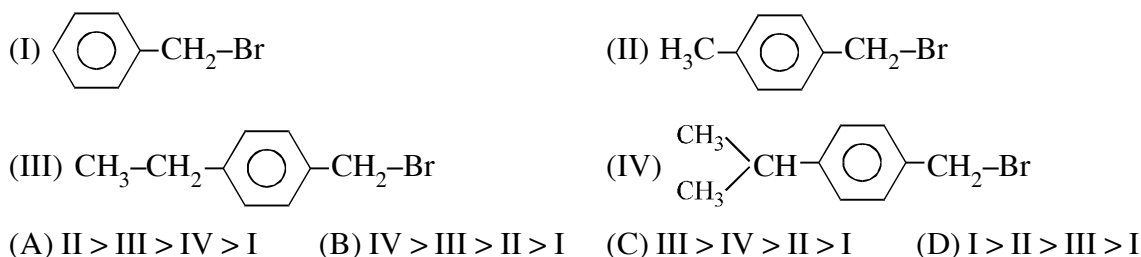 (I) CH₂–Br (II) H₃C CH₂–Br
(III) CH₃–CH₂ CH₂–Br (IV) CH₃ CH₃ CH CH₂–Br
(A) II > III > IV > I (B) IV > III > II > I (C) III > IV > II > I (D) I > II > III > I